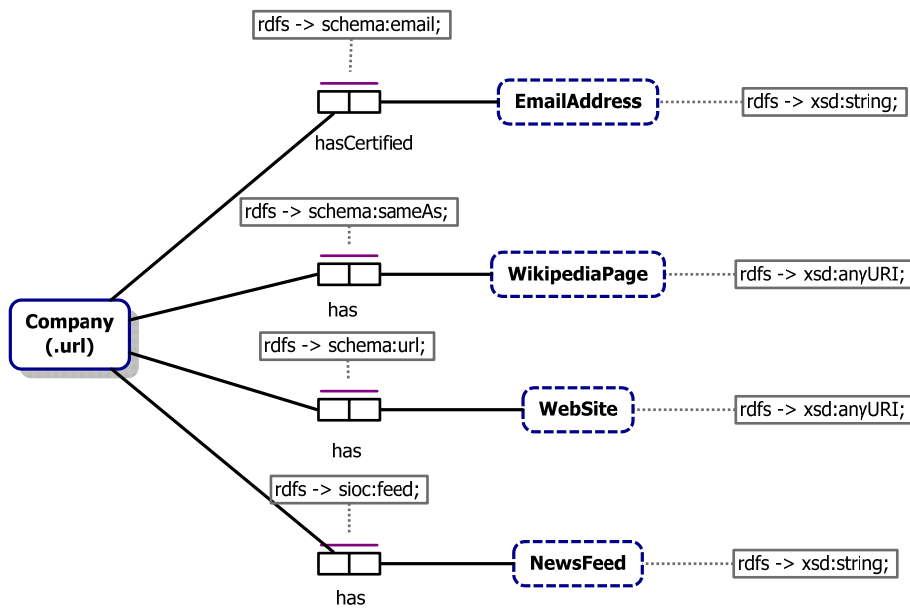 rdfs -> schema:email;
EmailAddress
rdfs -> xsd:string;
hasCertified
rdfs -> schema:sameAs;
WikipediaPage
rdfs -> xsd:anyURI;
has
Company
(.url)
rdfs -> schema:url;
WebSite
rdfs -> xsd:anyURI;
has
rdfs -> sioc:feed;
NewsFeed
rdfs -> xsd:string;
has